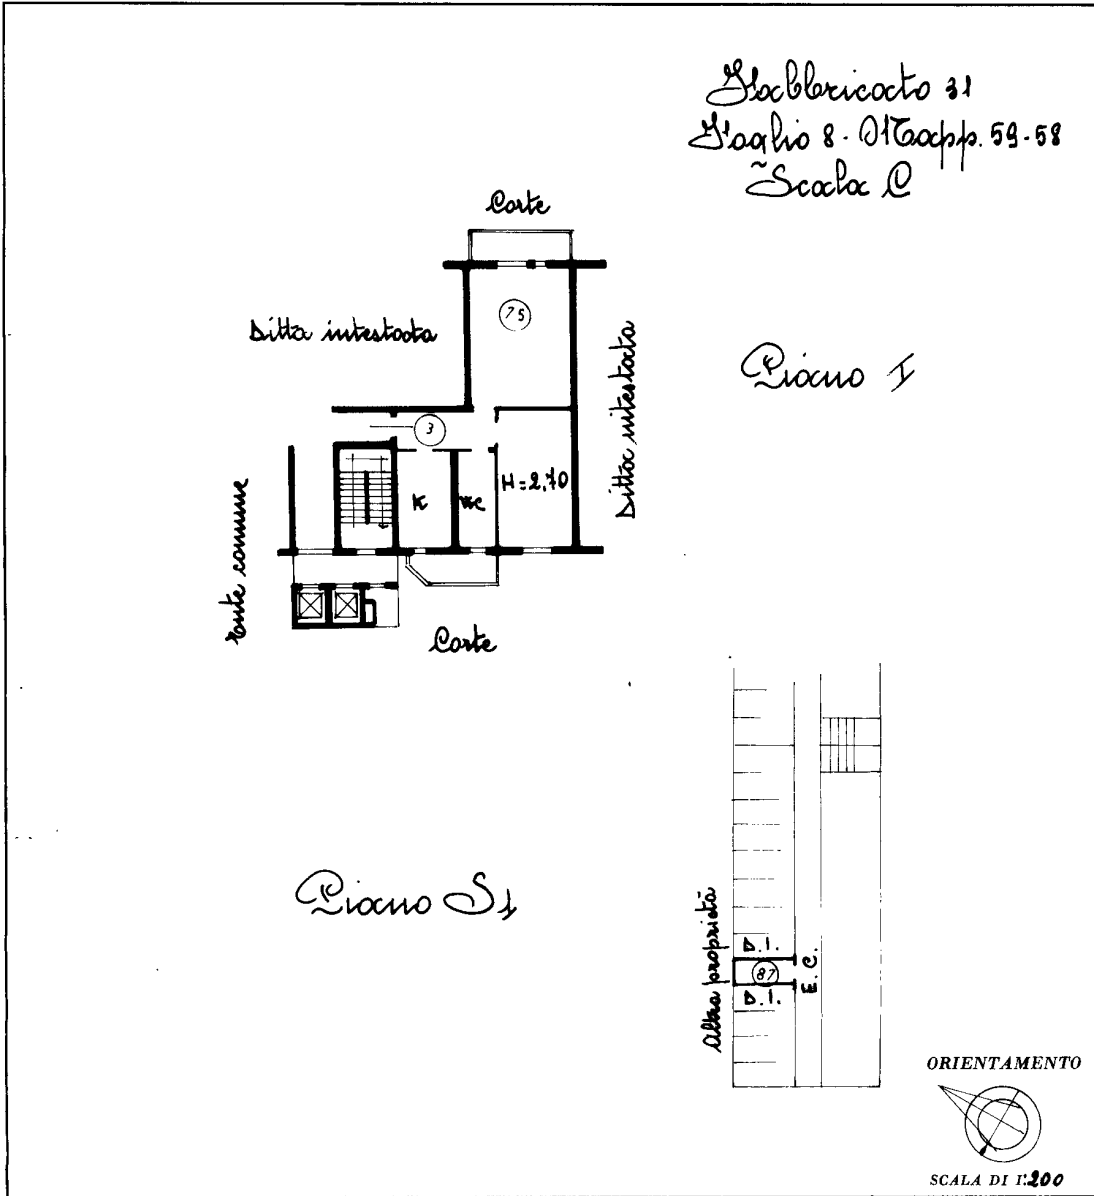 Fabbricato 31
Foglio 8 - Mapp. 59-58
Scala C
Corte
75
Ditta intestata
Ditta intestata
Piano I
3
H=2,70
K
wc
Ente comune
Corte
Piano S1
Altra proprietà
D.I.
87
D.I.
E.C.
ORIENTAMENTO
SCALA DI 1:200